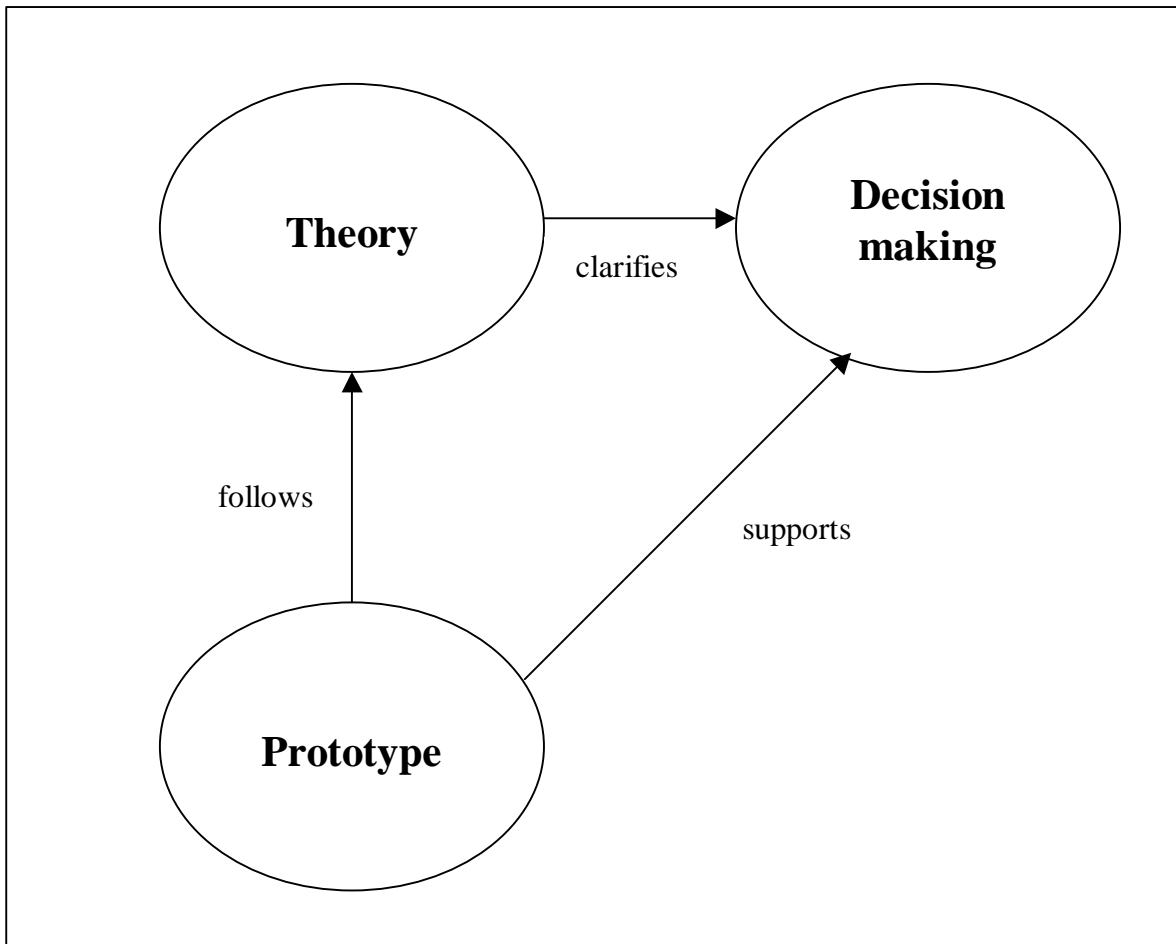 Theory
Decision
making
clarifies
follows
supports
Prototype